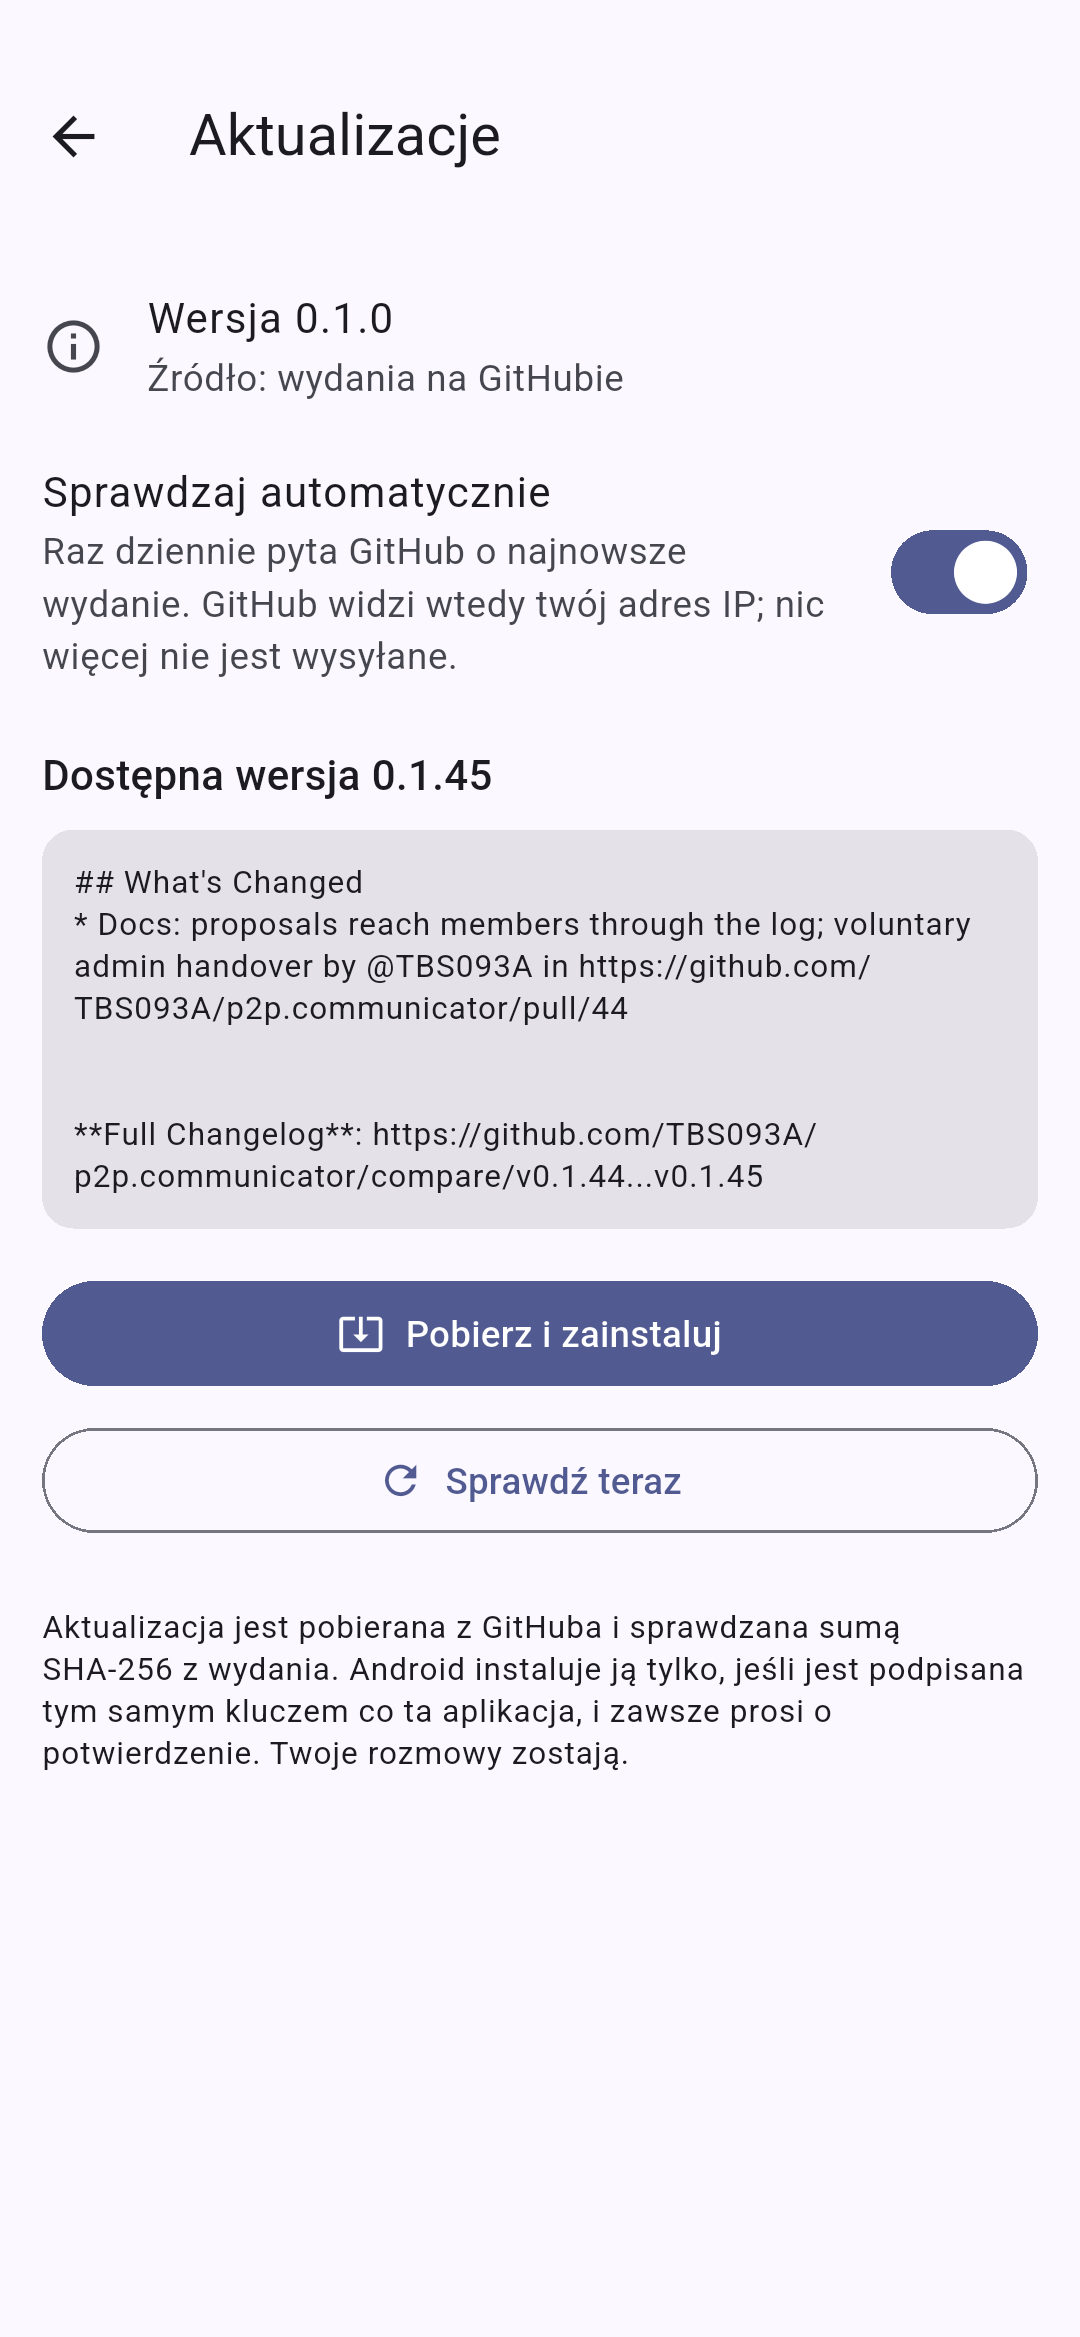 Aktualizacje
Wersja 0.1.0
Źródło: wydania na GitHubie
Sprawdzaj automatycznie
Raz dziennie pyta GitHub o najnowsze
wydanie. GitHub widzi wtedy twój adres IP; nic
więcej nie jest wysyłane.
Dostępna wersja 0.1.45
## What's Changed
* Docs: proposals reach members through the log; voluntary
admin handover by @TBS093A in https://github.com/
TBS093A/p2p.communicator/pull/44
**Full Changelog**: https://github.com/TBS093A/
p2p.communicator/compare/v0.1.44...v0.1.45
Pobierz i zainstaluj
Sprawdź teraz
Aktualizacja jest pobierana z GitHuba i sprawdzana sumą
SHA-256 z wydania. Android instaluje ją tylko, jeśli jest podpisana
tym samym kluczem co ta aplikacja, i zawsze prosi o
potwierdzenie. Twoje rozmowy zostają.